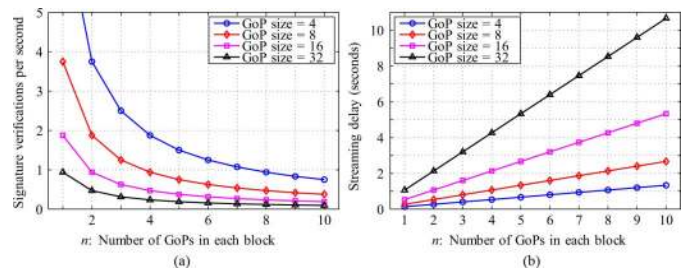 Signature verifications per second
5
4
3
2
1
0
GoP size = 4
GoP size = 8
GoP size = 16
GoP size = 32
2
4
6
8
10
n: Number of GoPs in each block
(a)
Streaming delay (seconds)
10
8
6
4
2
0
GoP size = 4
GoP size = 8
GoP size = 16
GoP size = 32
1
2
3
4
5
6
7
8
9
10
n: Number of GoPs in each block
(b)